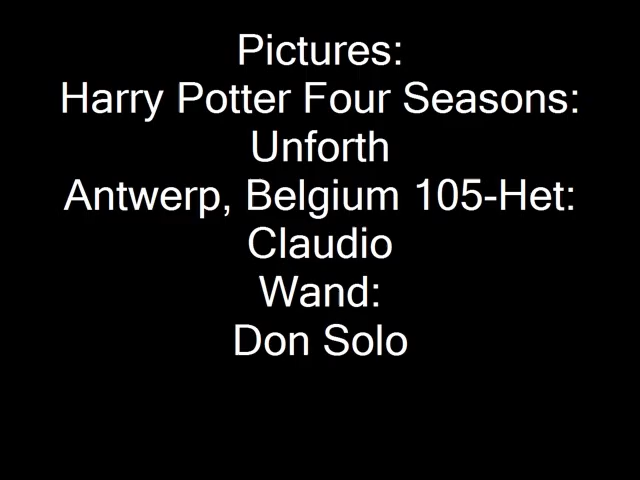 Pictures:
Harry Potter Four Seasons:
Unforth
Antwerp, Belgium 105-Het:
Claudio
Wand:
Don Solo